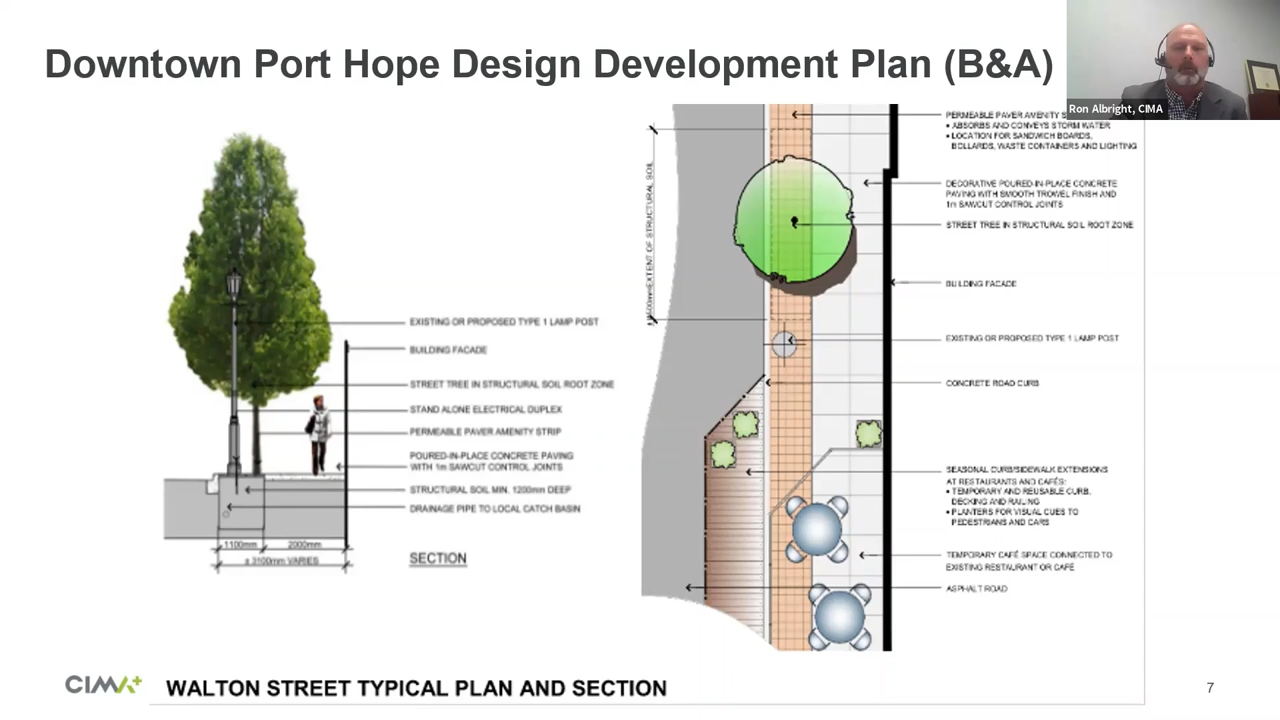 Downtown Port Hope Design Development Plan (B&A)
Ron Albright, CIMA
EXISTING OR PROPOSED TYPE 1 LAMP POST
BUILDING FACADE
STREET TREE IN STRUCTURAL SOIL ROOT ZONE
STAND ALONE ELECTRICAL DUPLEX
PERMEABLE PAVER AMENITY STRIP
POURED-IN-PLACE CONCRETE PAVING
WITH 1m SAWCUT CONTROL JOINTS
STRUCTURAL SOIL MIN. 1200mm DEEP
DRAINAGE PIPE TO LOCAL CATCH BASIN
1100mm 2000mm
± 3100mm VARIES
SECTION
EXTENT OF STRUCTURAL SOIL
PERMEABLE PAVER AMENITY
• ABSORBS AND CONVEYS STORM WATER
• LOCATION FOR SANDWICH BOARDS,
BOLLARDS, WASTE CONTAINERS AND LIGHTING
DECORATIVE POURED-IN-PLACE CONCRETE
PAVING WITH SMOOTH TROWEL FINISH AND
1m SAWCUT CONTROL JOINTS
STREET TREE IN STRUCTURAL SOIL ROOT ZONE
BUILDING FACADE
EXISTING OR PROPOSED TYPE 1 LAMP POST
CONCRETE ROAD CURB
SEASONAL CURB/SIDEWALK EXTENSIONS
AT RESTAURANTS AND CAFÉS:
• TEMPORARY AND REUSABLE CURB,
DECKING AND RAILING
• PLANTERS FOR VISUAL CUES TO
PEDESTRIANS AND CARS
TEMPORARY CAFÉ SPACE CONNECTED TO
EXISTING RESTAURANT OR CAFÉ
ASPHALT ROAD
CIMA+
WALTON STREET TYPICAL PLAN AND SECTION
7